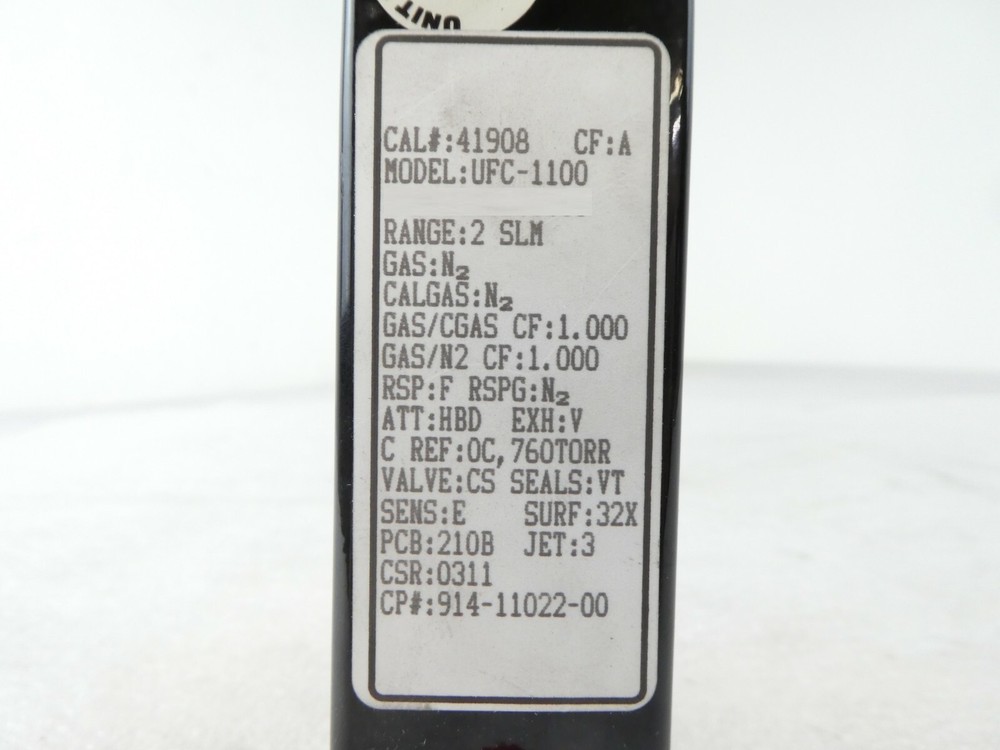 UNIT
CAL#:41908 CF:A
MODEL:UFC-1100
RANGE:2 SLM
GAS:N₂
CALGAS:N₂
GAS/CGAS CF:1.000
GAS/N2 CF:1.000
RSP:F RSPG:N₂
ATT:HBD EXH:V
C REF:0C,760TORR
VALVE:CS SEALS:VT
SENS:E SURF:32X
PCB:210B JET:3
CSR:0311
CP#:914-11022-00